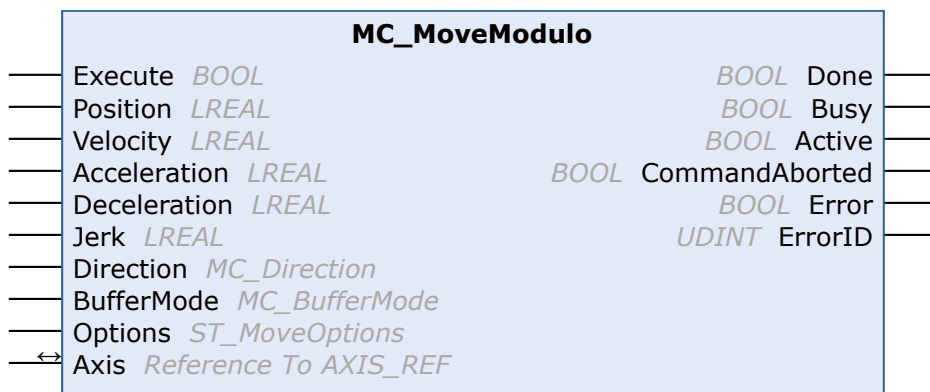 MC_MoveModulo
Execute BOOL BOOL Done
Position LREAL BOOL Busy
Velocity LREAL BOOL Active
Acceleration LREAL BOOL CommandAborted
Deceleration LREAL BOOL Error
Jerk LREAL UDINT ErrorID
Direction MC_Direction
BufferMode MC_BufferMode
Options ST_MoveOptions
↔ Axis Reference To AXIS_REF